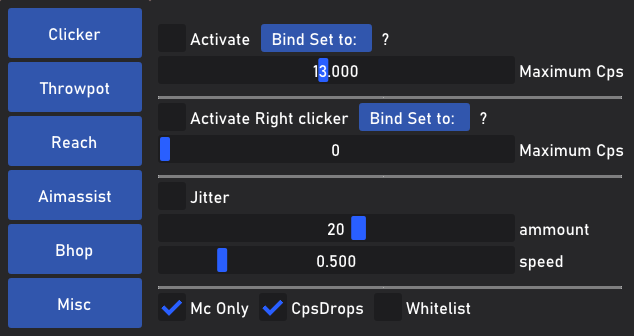 Clicker
Throwpot
Reach
Aimassist
Bhop
Misc
Activate Bind Set to: ?
13.000 Maximum Cps
Activate Right clicker Bind Set to: ?
0 Maximum Cps
Jitter
20 ammount
0.500 speed
Mc Only CpsDrops Whitelist